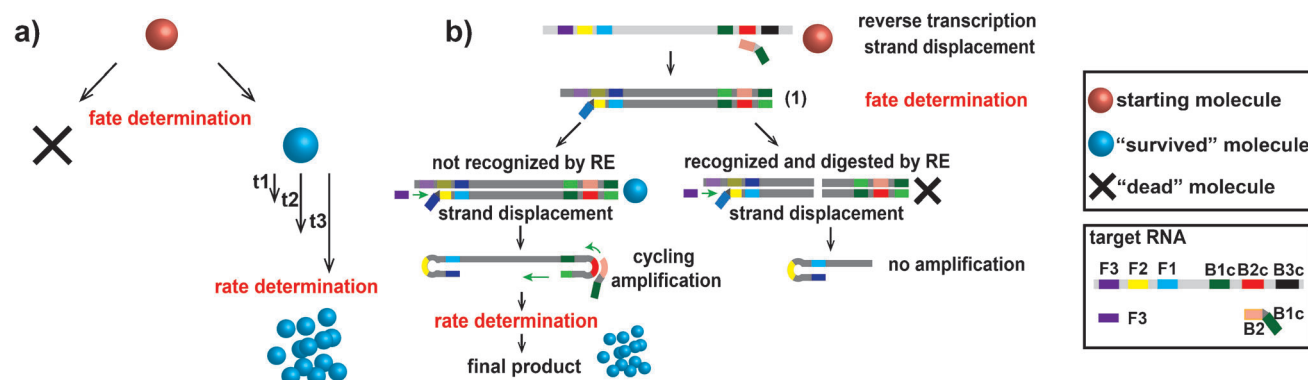 a)
fate determination
t1
t2
t3
rate determination
b)
reverse transcription
strand displacement
(1)
fate determination
not recognized by RE
strand displacement
cycling
amplification
rate determination
final product
recognized and digested by RE
strand displacement
no amplification
starting molecule
“survived” molecule
“dead” molecule
target RNA
F3 F2 F1 B1c B2c B3c
F3
B2
B1c